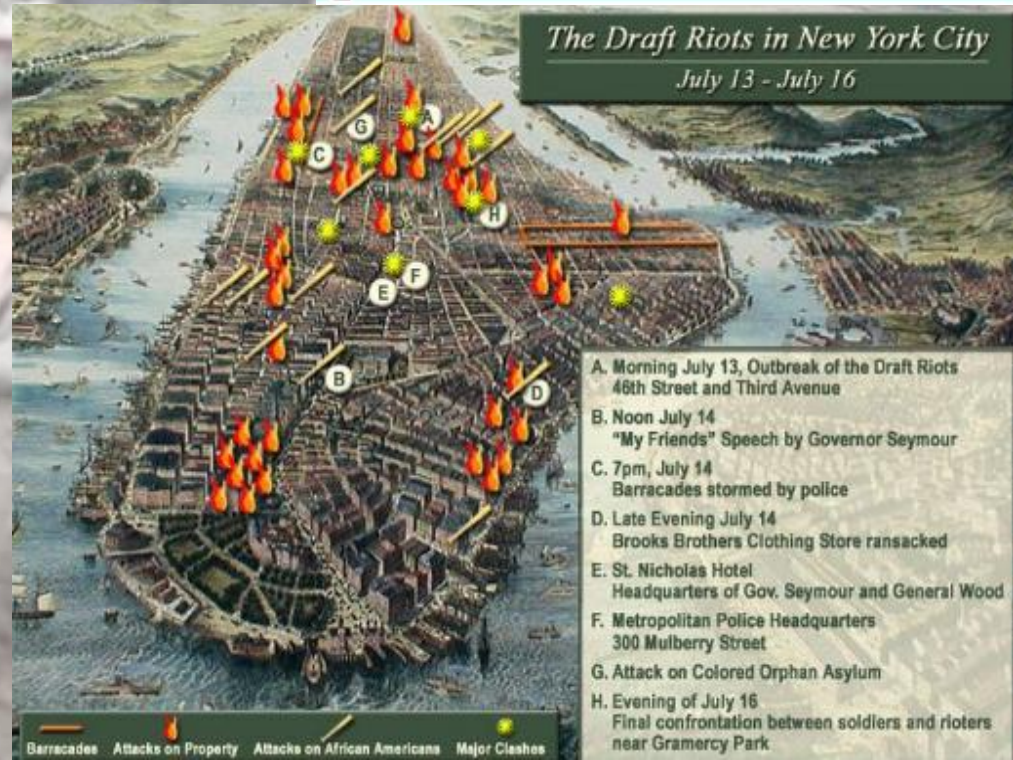 The Draft Riots in New York City
July 13 - July 16
A
G
C
H
F
E
B
D
A. Morning July 13, Outbreak of the Draft Riots
46th Street and Third Avenue
B. Noon July 14
"My Friends" Speech by Governor Seymour
C. 7pm, July 14
Barracades stormed by police
D. Late Evening July 14
Brooks Brothers Clothing Store ransacked
E. St. Nicholas Hotel
Headquarters of Gov. Seymour and General Wood
F. Metropolitan Police Headquarters
300 Mulberry Street
G. Attack on Colored Orphan Asylum
H. Evening of July 16
Final confrontation between soldiers and rioters
near Gramercy Park
Barracades Attacks on Property Attacks on African Americans Major Clashes